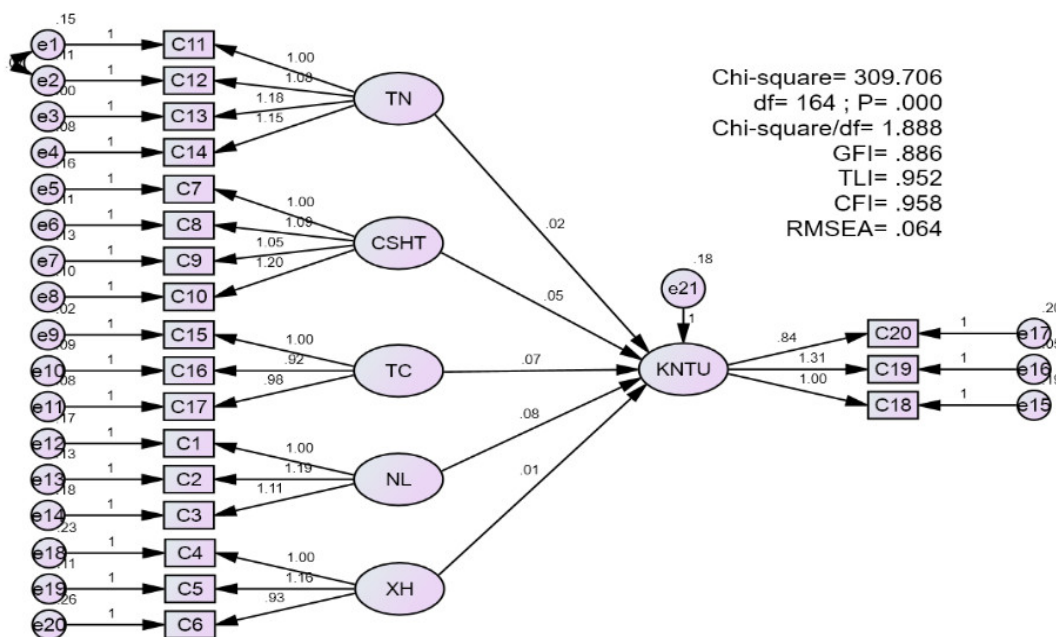 .15
e1 1 C11
.11
e2 1 C12
.00
e3 1 C13
.08
e4 1 C14
.16
e5 1 C7
.11
e6 1 C8
.13
e7 1 C9
.10
e8 1 C10
.02
e9 1 C15
.09
e10 1 C16
.08
e11 1 C17
.17
e12 1 C1
.13
e13 1 C2
.18
e14 1 C3
.23
e18 1 C4
.11
e19 1 C5
.26
e20 1 C6
1.00
1.08
1.18
1.15
TN
1.00
1.09
1.05
1.20
CSHT
1.00
.92
.98
TC
1.00
1.19
1.11
NL
1.00
1.16
.93
XH
.02
.05
.07
.08
.01
Chi-square= 309.706
df= 164 ; P= .000
Chi-square/df= 1.888
GFI= .886
TLI= .952
CFI= .958
RMSEA= .064
.18
e21
1
KNTU
.84 C20 1 e17
1.31 C19 1 e16
1.00 C18 1 e15
.05
.19